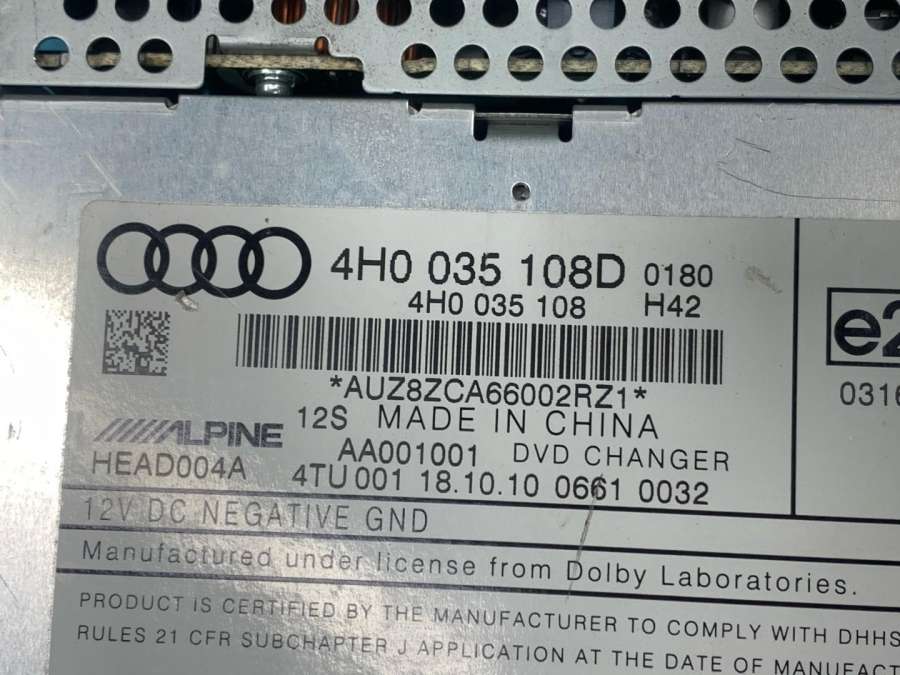 4H0 035 108D 0180
4H0 035 108 H42
*AUZ8ZCA66002RZ1*
12S MADE IN CHINA
ALPINE
AA001001 DVD CHANGER
HEAD004A
4TU 001 18.10.10 0661 0032
12V DC NEGATIVE GND
Manufactured under license from Dolby Laboratories.
PRODUCT IS CERTIFIED BY THE MANUFACTURER TO COMPLY WITH DHHS
RULES 21 CFR SUBCHAPTER J APPLICATION AT THE DATE OF MANUFACT
e2
0316